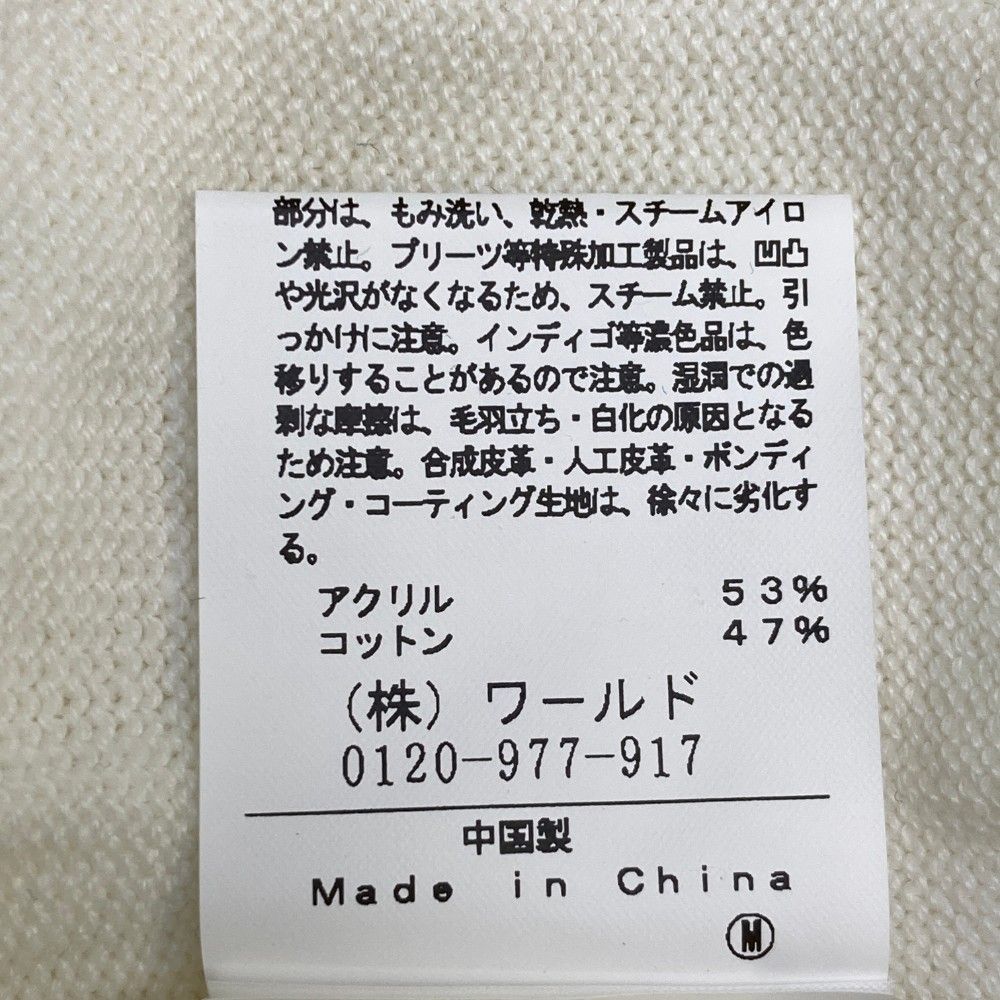 部分は、もみ洗い、乾熱・スチームアイロ
ン禁止。プリーツ等特殊加工製品は、凹凸
や光沢がなくなるため、スチーム禁止。引
っかけに注意。インディゴ等濃色品は、色
移りすることがあるので注意。湿潤での過
剰な摩擦は、毛羽立ち・白化の原因となる
ため注意。合成皮革・人工皮革・ボンディ
ング・コーティング生地は、徐々に劣化す
る。
アクリル 53%
コットン 47%
(株) ワールド
0120-977-917
中国製
Made in China
M